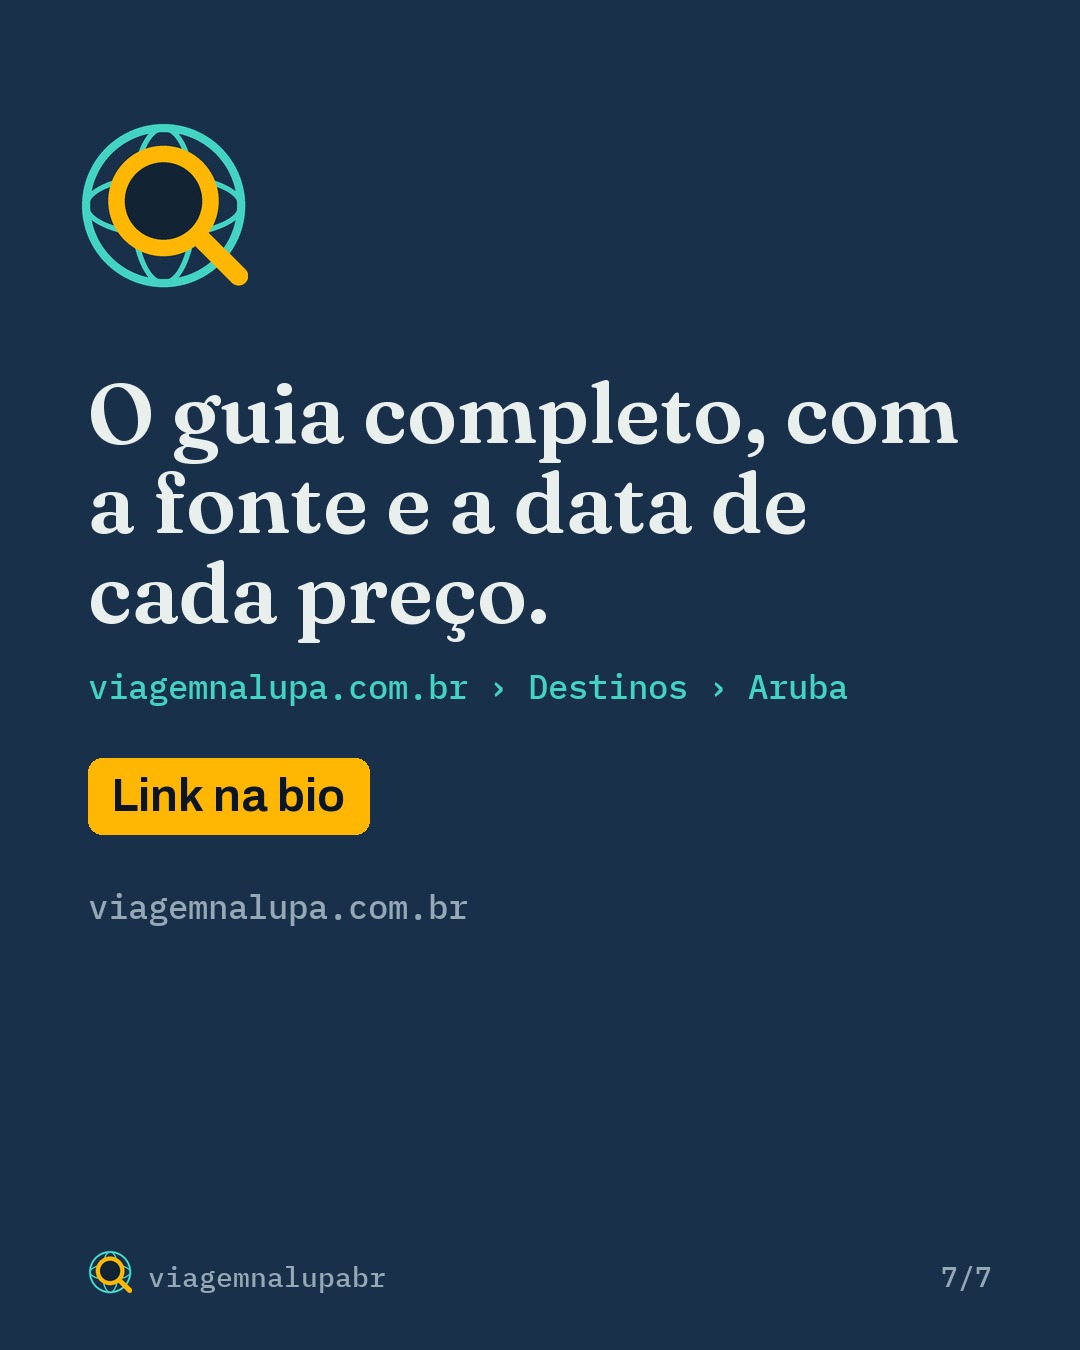 O guia completo, com
a fonte e a data de
cada preço.
viagemnalupa.com.br › Destinos › Aruba
Link na bio
viagemnalupa.com.br
viagemnalupabr
7/7